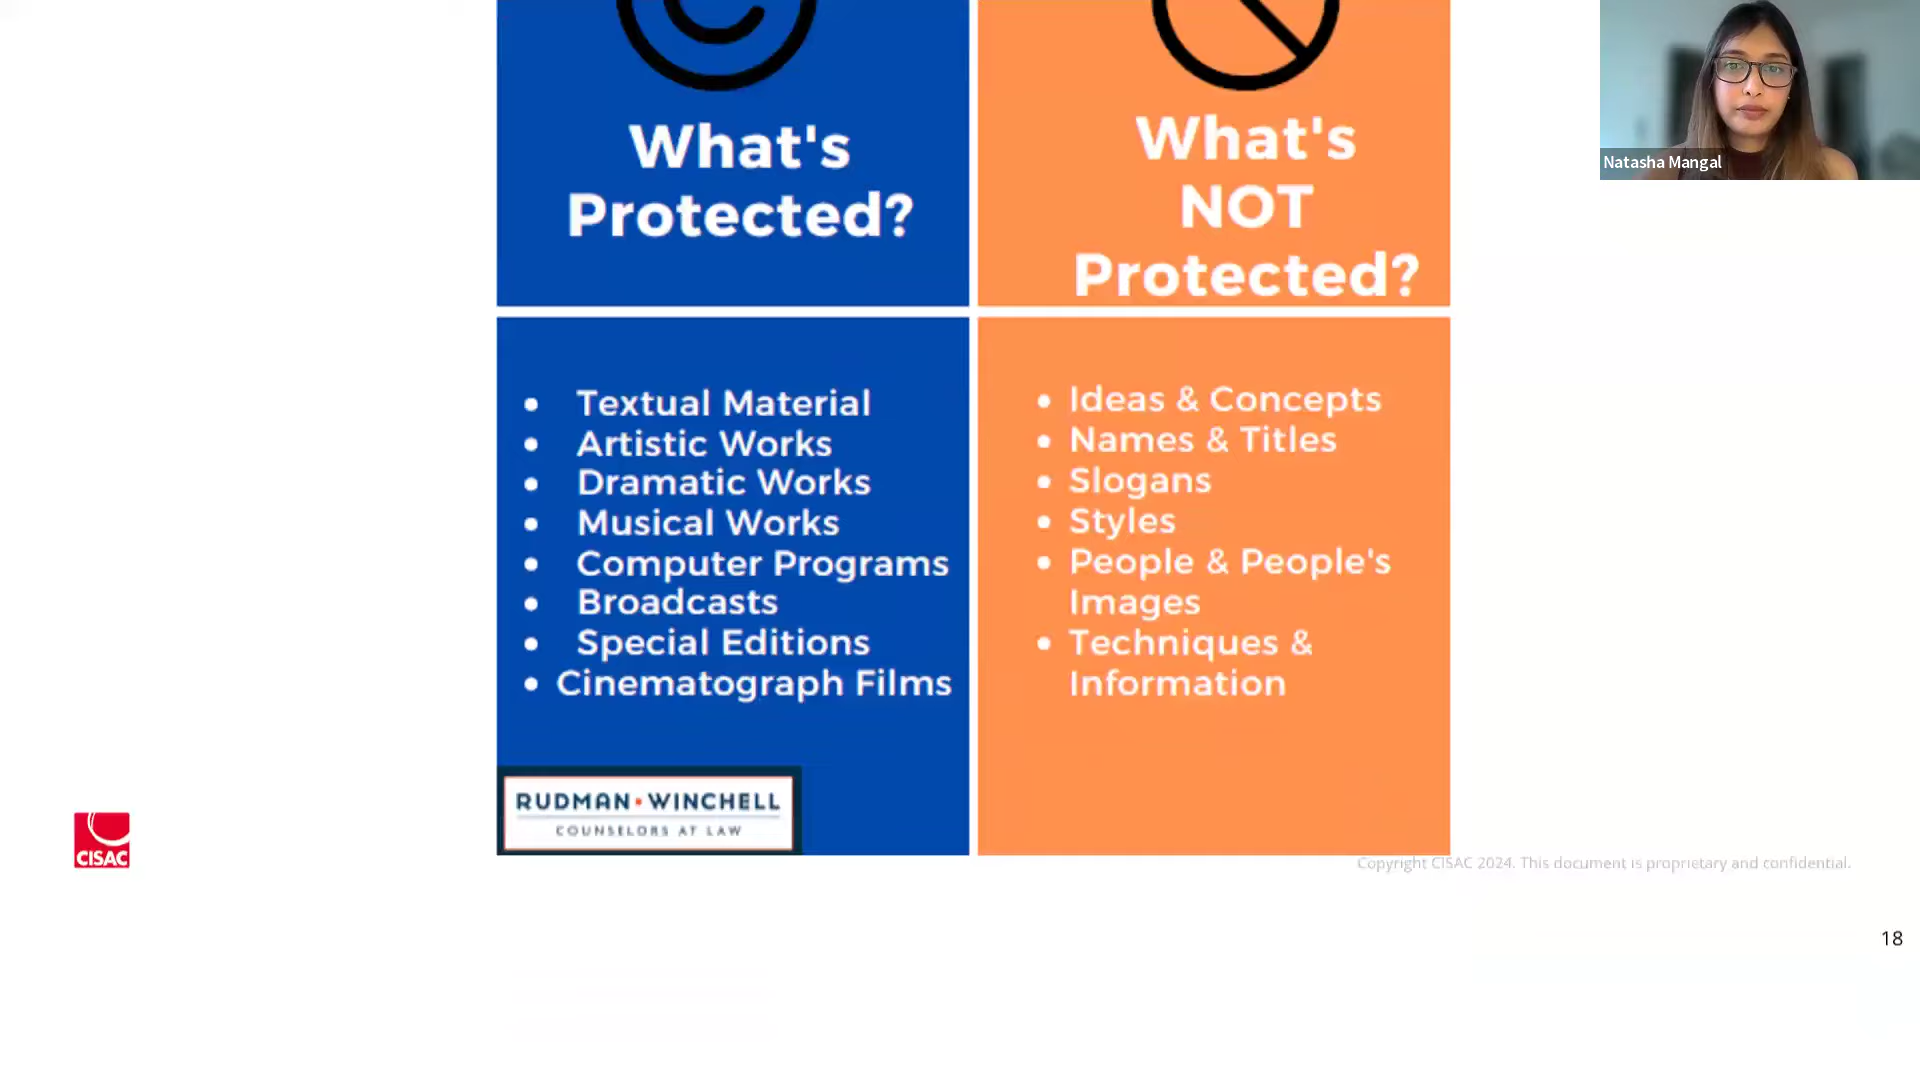 What's
Protected?
What's
NOT
Protected?
Textual Material
Artistic Works
Dramatic Works
Musical Works
Computer Programs
Broadcasts
Special Editions
Cinematograph Films
Ideas & Concepts
Names & Titles
Slogans
Styles
People & People's
Images
Techniques &
Information
RUDMAN • WINCHELL
COUNSELORS AT LAW
CISAC
Copyright CISAC 2024. This document is proprietary and confidential.
18
Natasha Mangal